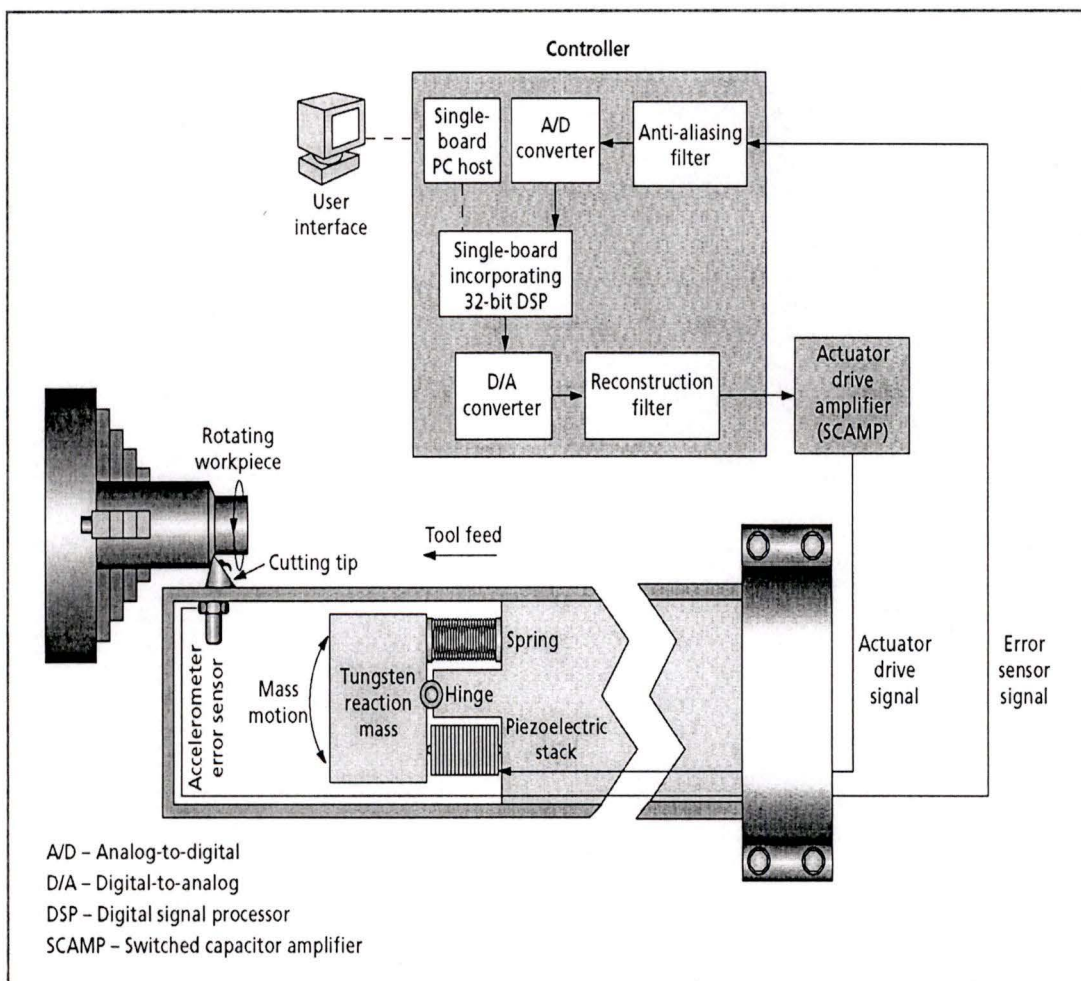 Controller
Single-
board
PC host
A/D
converter
Anti-aliasing
filter
User
interface
Single-board
incorporating
32-bit DSP
D/A
converter
Reconstruction
filter
Actuator
drive
amplifier
(SCAMP)
Rotating
workpiece
Tool feed
Cutting tip
Accelerometer
error sensor
Mass
motion
Tungsten
reaction
mass
Spring
Hinge
Piezoelectric
stack
Actuator
drive
signal
Error
sensor
signal
A/D – Analog-to-digital
D/A – Digital-to-analog
DSP – Digital signal processor
SCAMP – Switched capacitor amplifier